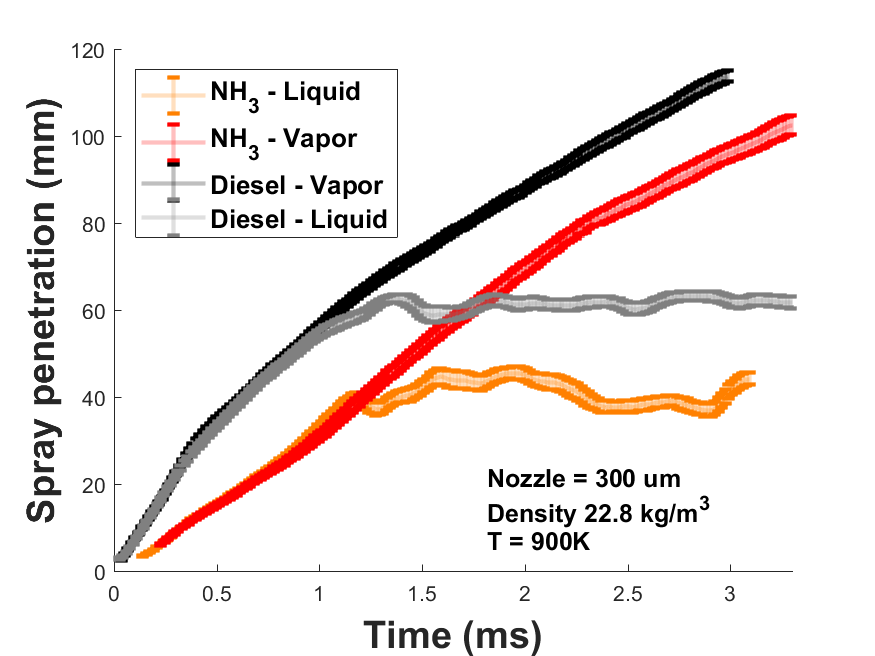 Spray penetration (mm)
120
100
80
60
40
20
0
NH3 - Liquid
NH3 - Vapor
Diesel - Vapor
Diesel - Liquid
Nozzle = 300 um
Density 22.8 kg/m3
T = 900K
0 0.5 1 1.5 2 2.5 3
Time (ms)